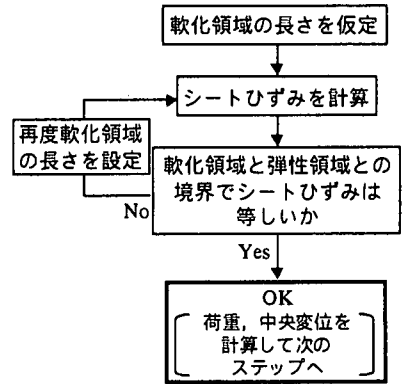 軟化領域の長さを仮定
シートひずみを計算
再度軟化領域
の長さを設定
軟化領域と弾性領域との
境界でシートひずみは
等しいか
No
Yes
OK
荷重，中央変位を
計算して次の
ステップへ